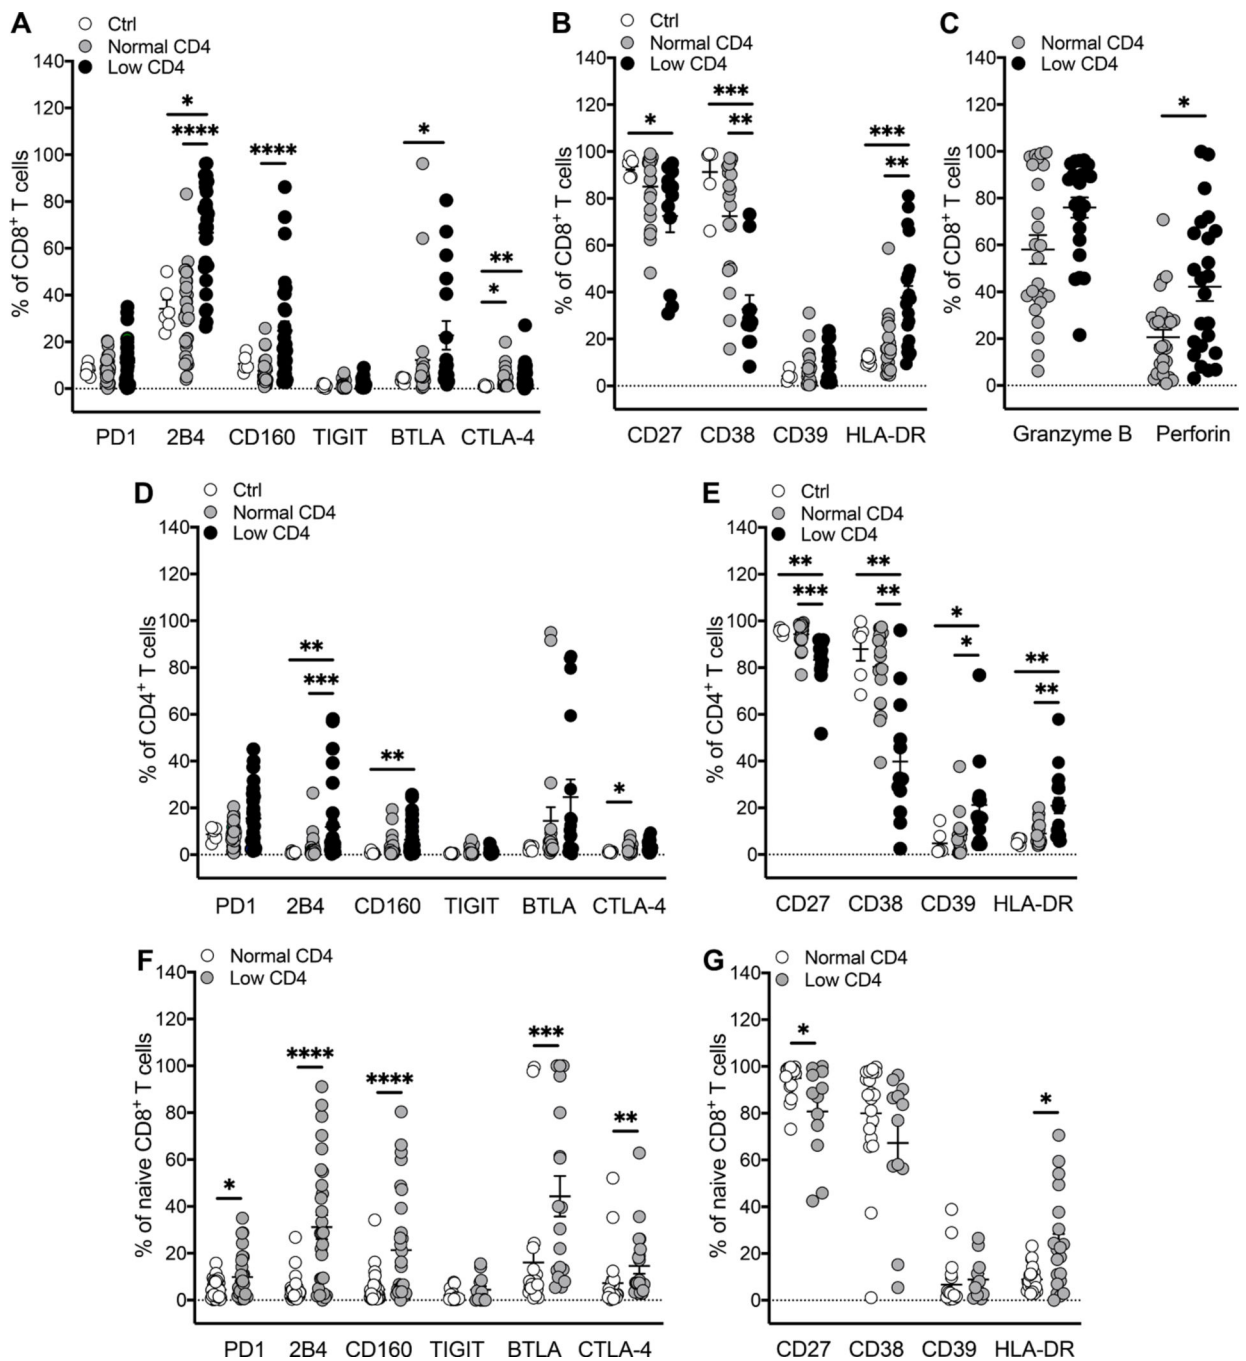 A
Ctrl
Normal CD4
Low CD4
% of CD8+ T cells
140
120
100
80
60
40
20
0
*
****
****
*
**
*
PD1 2B4 CD160 TIGIT BTLA CTLA-4
B
Ctrl
Normal CD4
Low CD4
% of CD8+ T cells
140
120
100
80
60
40
20
0
*
***
**
***
**
CD27 CD38 CD39 HLA-DR
C
Normal CD4
Low CD4
% of CD8+ T cells
140
120
100
80
60
40
20
0
*
Granzyme B Perforin
D
Ctrl
Normal CD4
Low CD4
% of CD4+ T cells
140
120
100
80
60
40
20
0
**
***
**
*
PD1 2B4 CD160 TIGIT BTLA CTLA-4
E
Ctrl
Normal CD4
Low CD4
% of CD4+ T cells
140
120
100
80
60
40
20
0
**
***
**
**
*
*
**
**
CD27 CD38 CD39 HLA-DR
F
Normal CD4
Low CD4
% of naive CD8+ T cells
140
120
100
80
60
40
20
0
*
****
****
***
**
PD1 2B4 CD160 TIGIT BTLA CTLA-4
G
Normal CD4
Low CD4
% of naive CD8+ T cells
140
120
100
80
60
40
20
0
*
*
CD27 CD38 CD39 HLA-DR